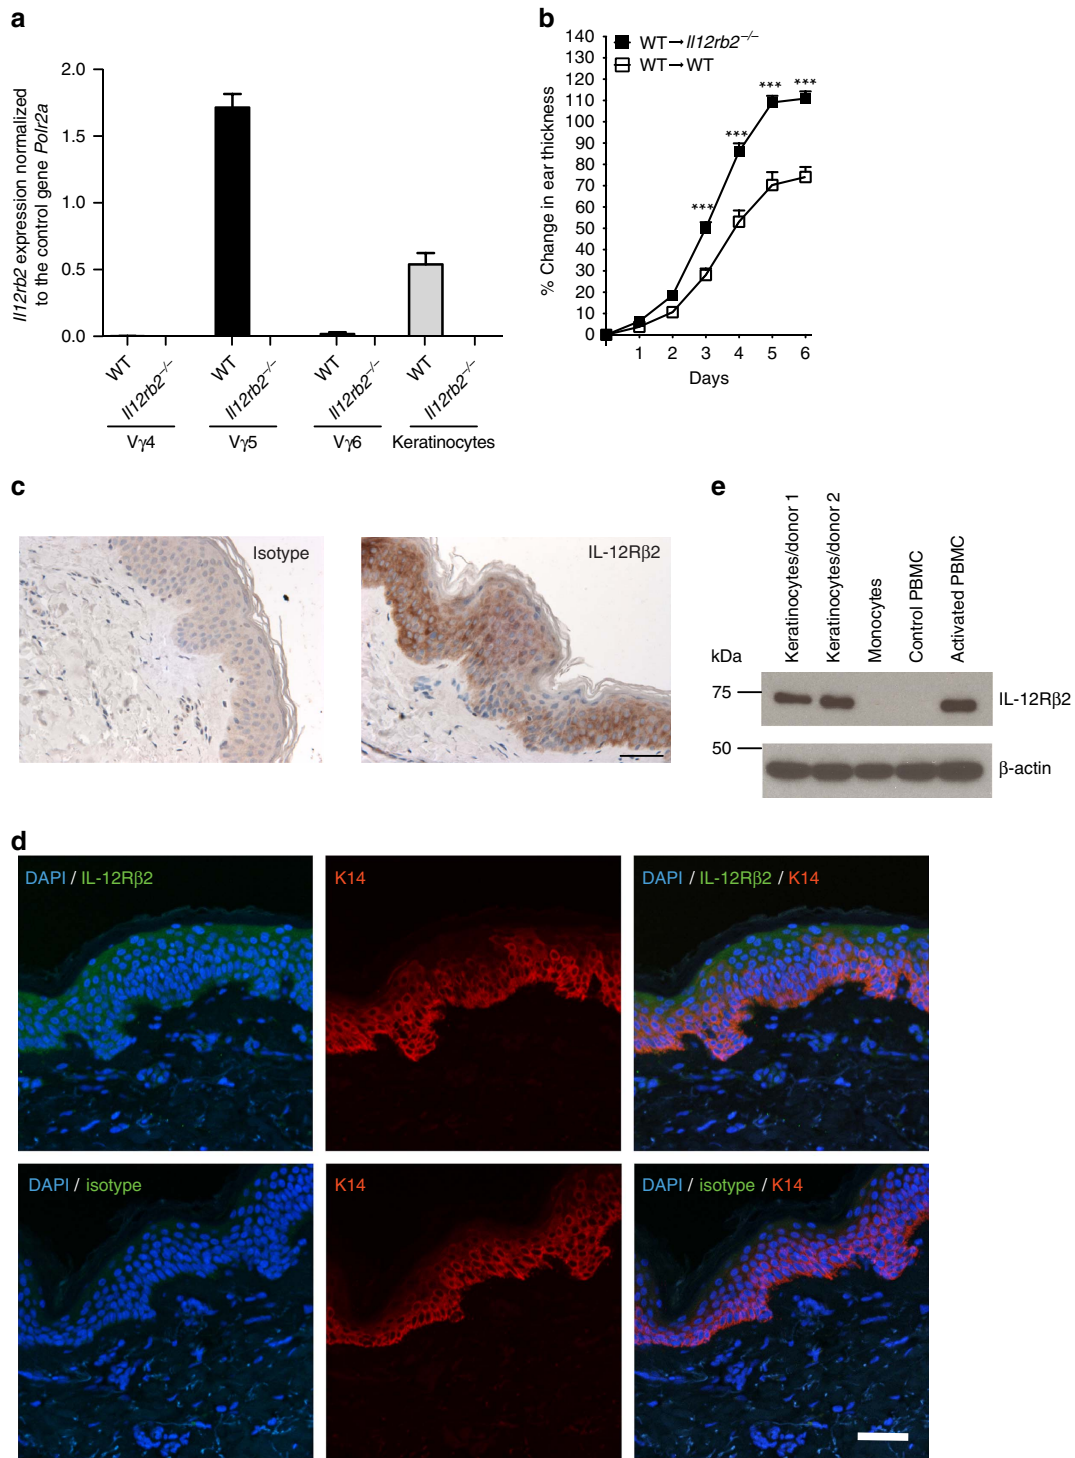 a
Il12rb2 expression normalized
to the control gene Polr2a
2.0
1.5
1.0
0.5
0.0
WT
Il12rb2−/−
WT
Il12rb2−/−
WT
Il12rb2−/−
WT
Il12rb2−/−
Vγ4
Vγ5
Vγ6
Keratinocytes
b
% Change in ear thickness
140
130
120
110
100
90
80
70
60
50
40
30
20
10
0
WT→Il12rb2−/−
WT→WT
***
***
***
***
1 2 3 4 5 6
Days
c
Isotype
IL-12Rβ2
e
Keratinocytes/donor 1
Keratinocytes/donor 2
Monocytes
Control PBMC
Activated PBMC
kDa
75
IL-12Rβ2
50
β-actin
d
DAPI / IL-12Rβ2
K14
DAPI / IL-12Rβ2 / K14
DAPI / isotype
K14
DAPI / isotype / K14